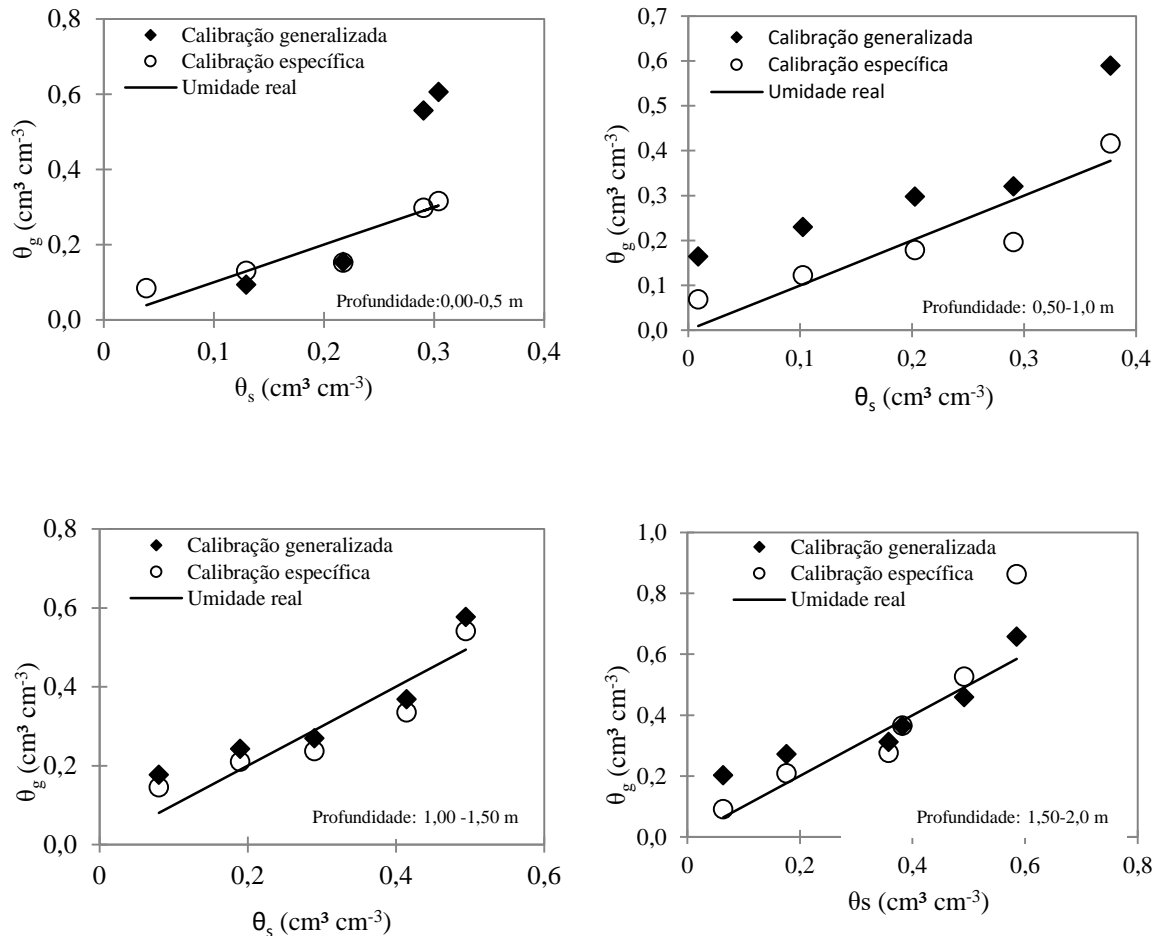 0,8
0,6
0,4
0,2
0,0
θg (cm³ cm-3)
Calibração generalizada
Calibração específica
Umidade real
Profundidade:0,00-0,5 m
0
0,1
0,2
0,3
0,4
θs (cm³ cm-3)
0,7
0,6
0,5
0,4
0,3
0,2
0,1
0,0
θg (cm³ cm-3)
Calibração generalizada
Calibração específica
Umidade real
Profundidade: 0,50-1,0 m
0
0,1
0,2
0,3
0,4
θs (cm³ cm-3)
0,8
0,6
0,4
0,2
0,0
θg (cm³ cm-3)
Calibração generalizada
Calibração específica
Umidade real
Profundidade: 1,00 -1,50 m
0
0,2
0,4
0,6
θs (cm³ cm-3)
1,0
0,8
0,6
0,4
0,2
0,0
θg (cm³ cm-3)
Calibração generalizada
Calibração específica
Umidade real
Profundidade: 1,50-2,0 m
0
0,2
0,4
0,6
0,8
θs (cm³ cm-3)